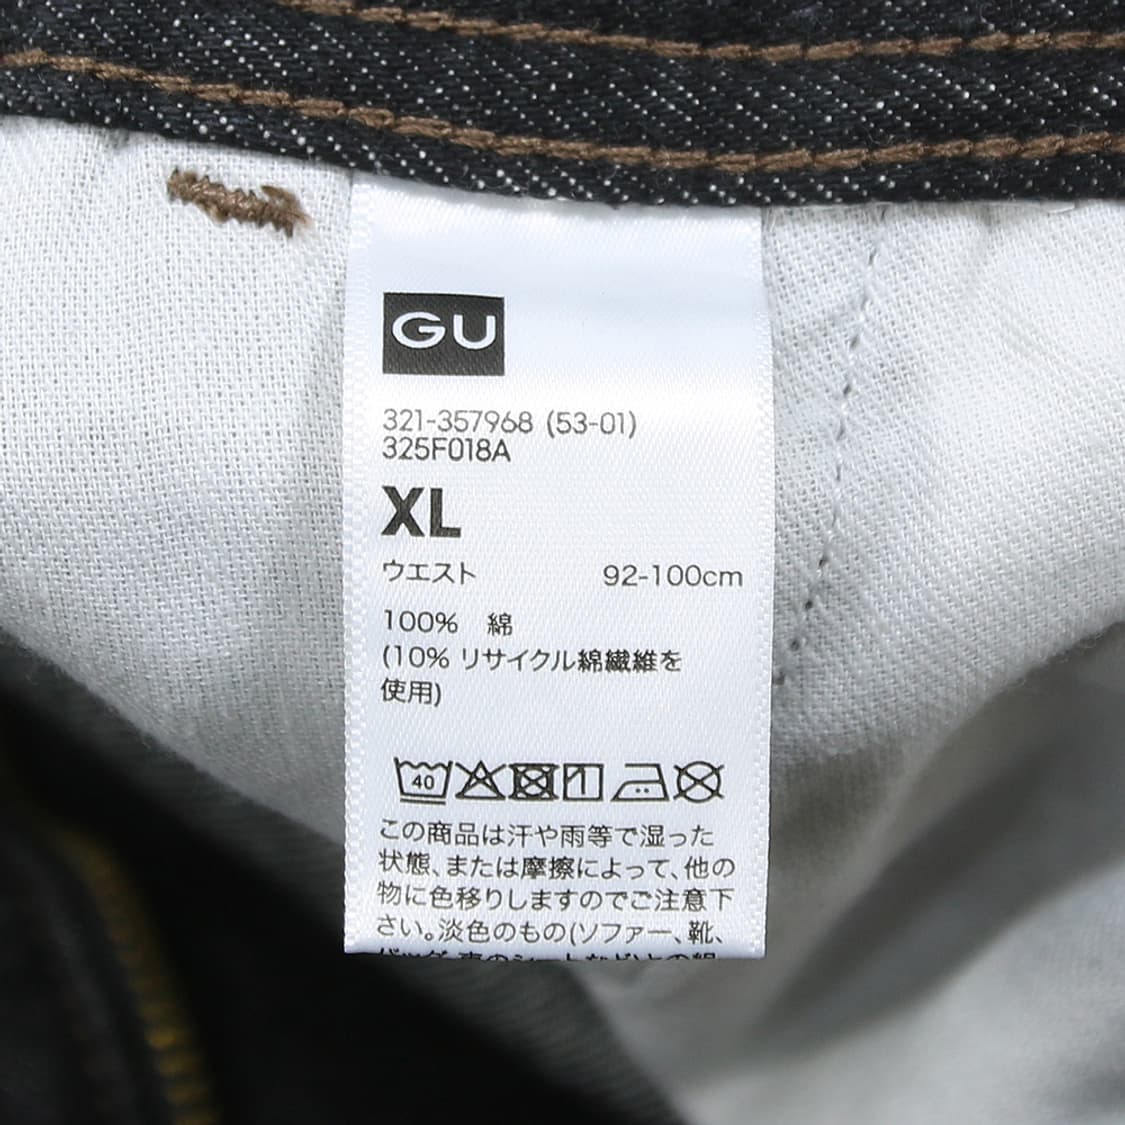 GU
321-357968 (53-01)
325F018A
XL
ウエスト 92-100cm
100% 綿
(10% リサイクル綿繊維を
使用)
40
この商品は汗や雨等で湿った
状態、または摩擦によって、他の
物に色移りしますのでご注意下
さい。淡色のもの(ソファー、靴、